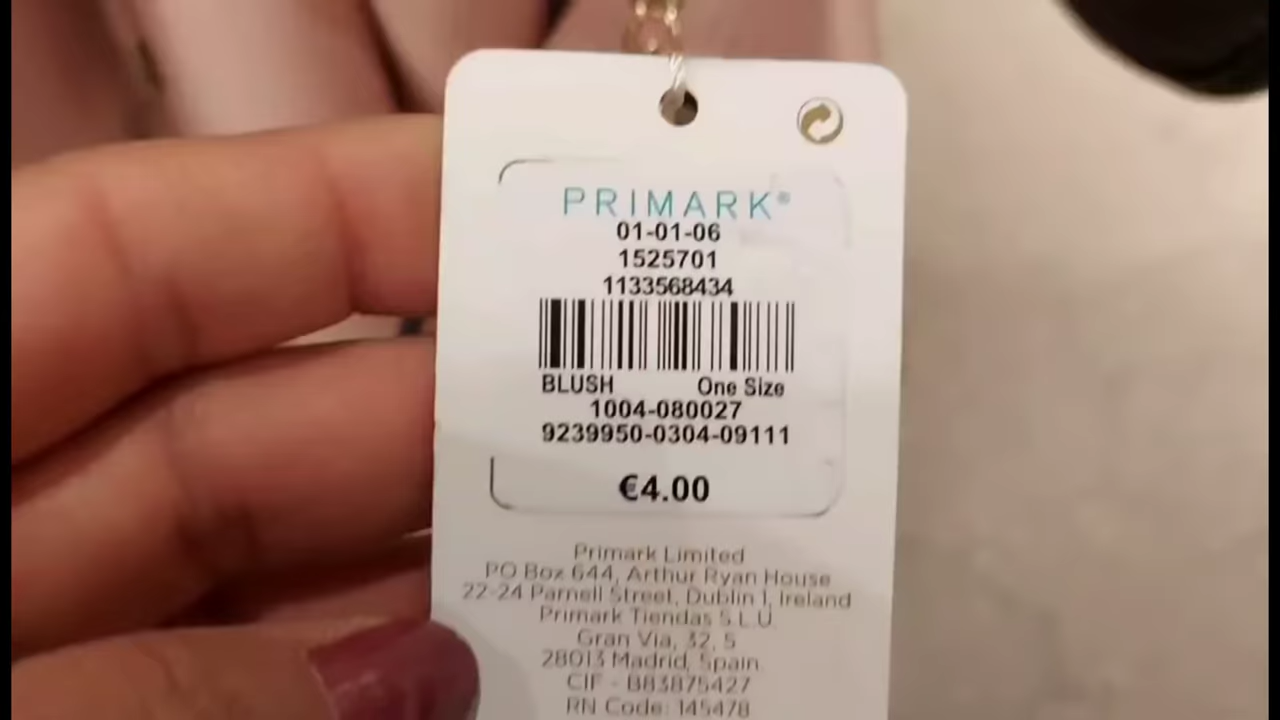 PRIMARK®
01-01-06
1525701
1133568434
BLUSH One Size
1004-080027
9239950-0304-09111
€4.00
Primark Limited
PO Box 644, Arthur Ryan House
22-24 Parnell Street, Dublin 1, Ireland
Primark Tiendas S.L.U.
Gran Via, 32, 5
28013 Madrid, Spain
CIF - B83875427
RN Code: 145478